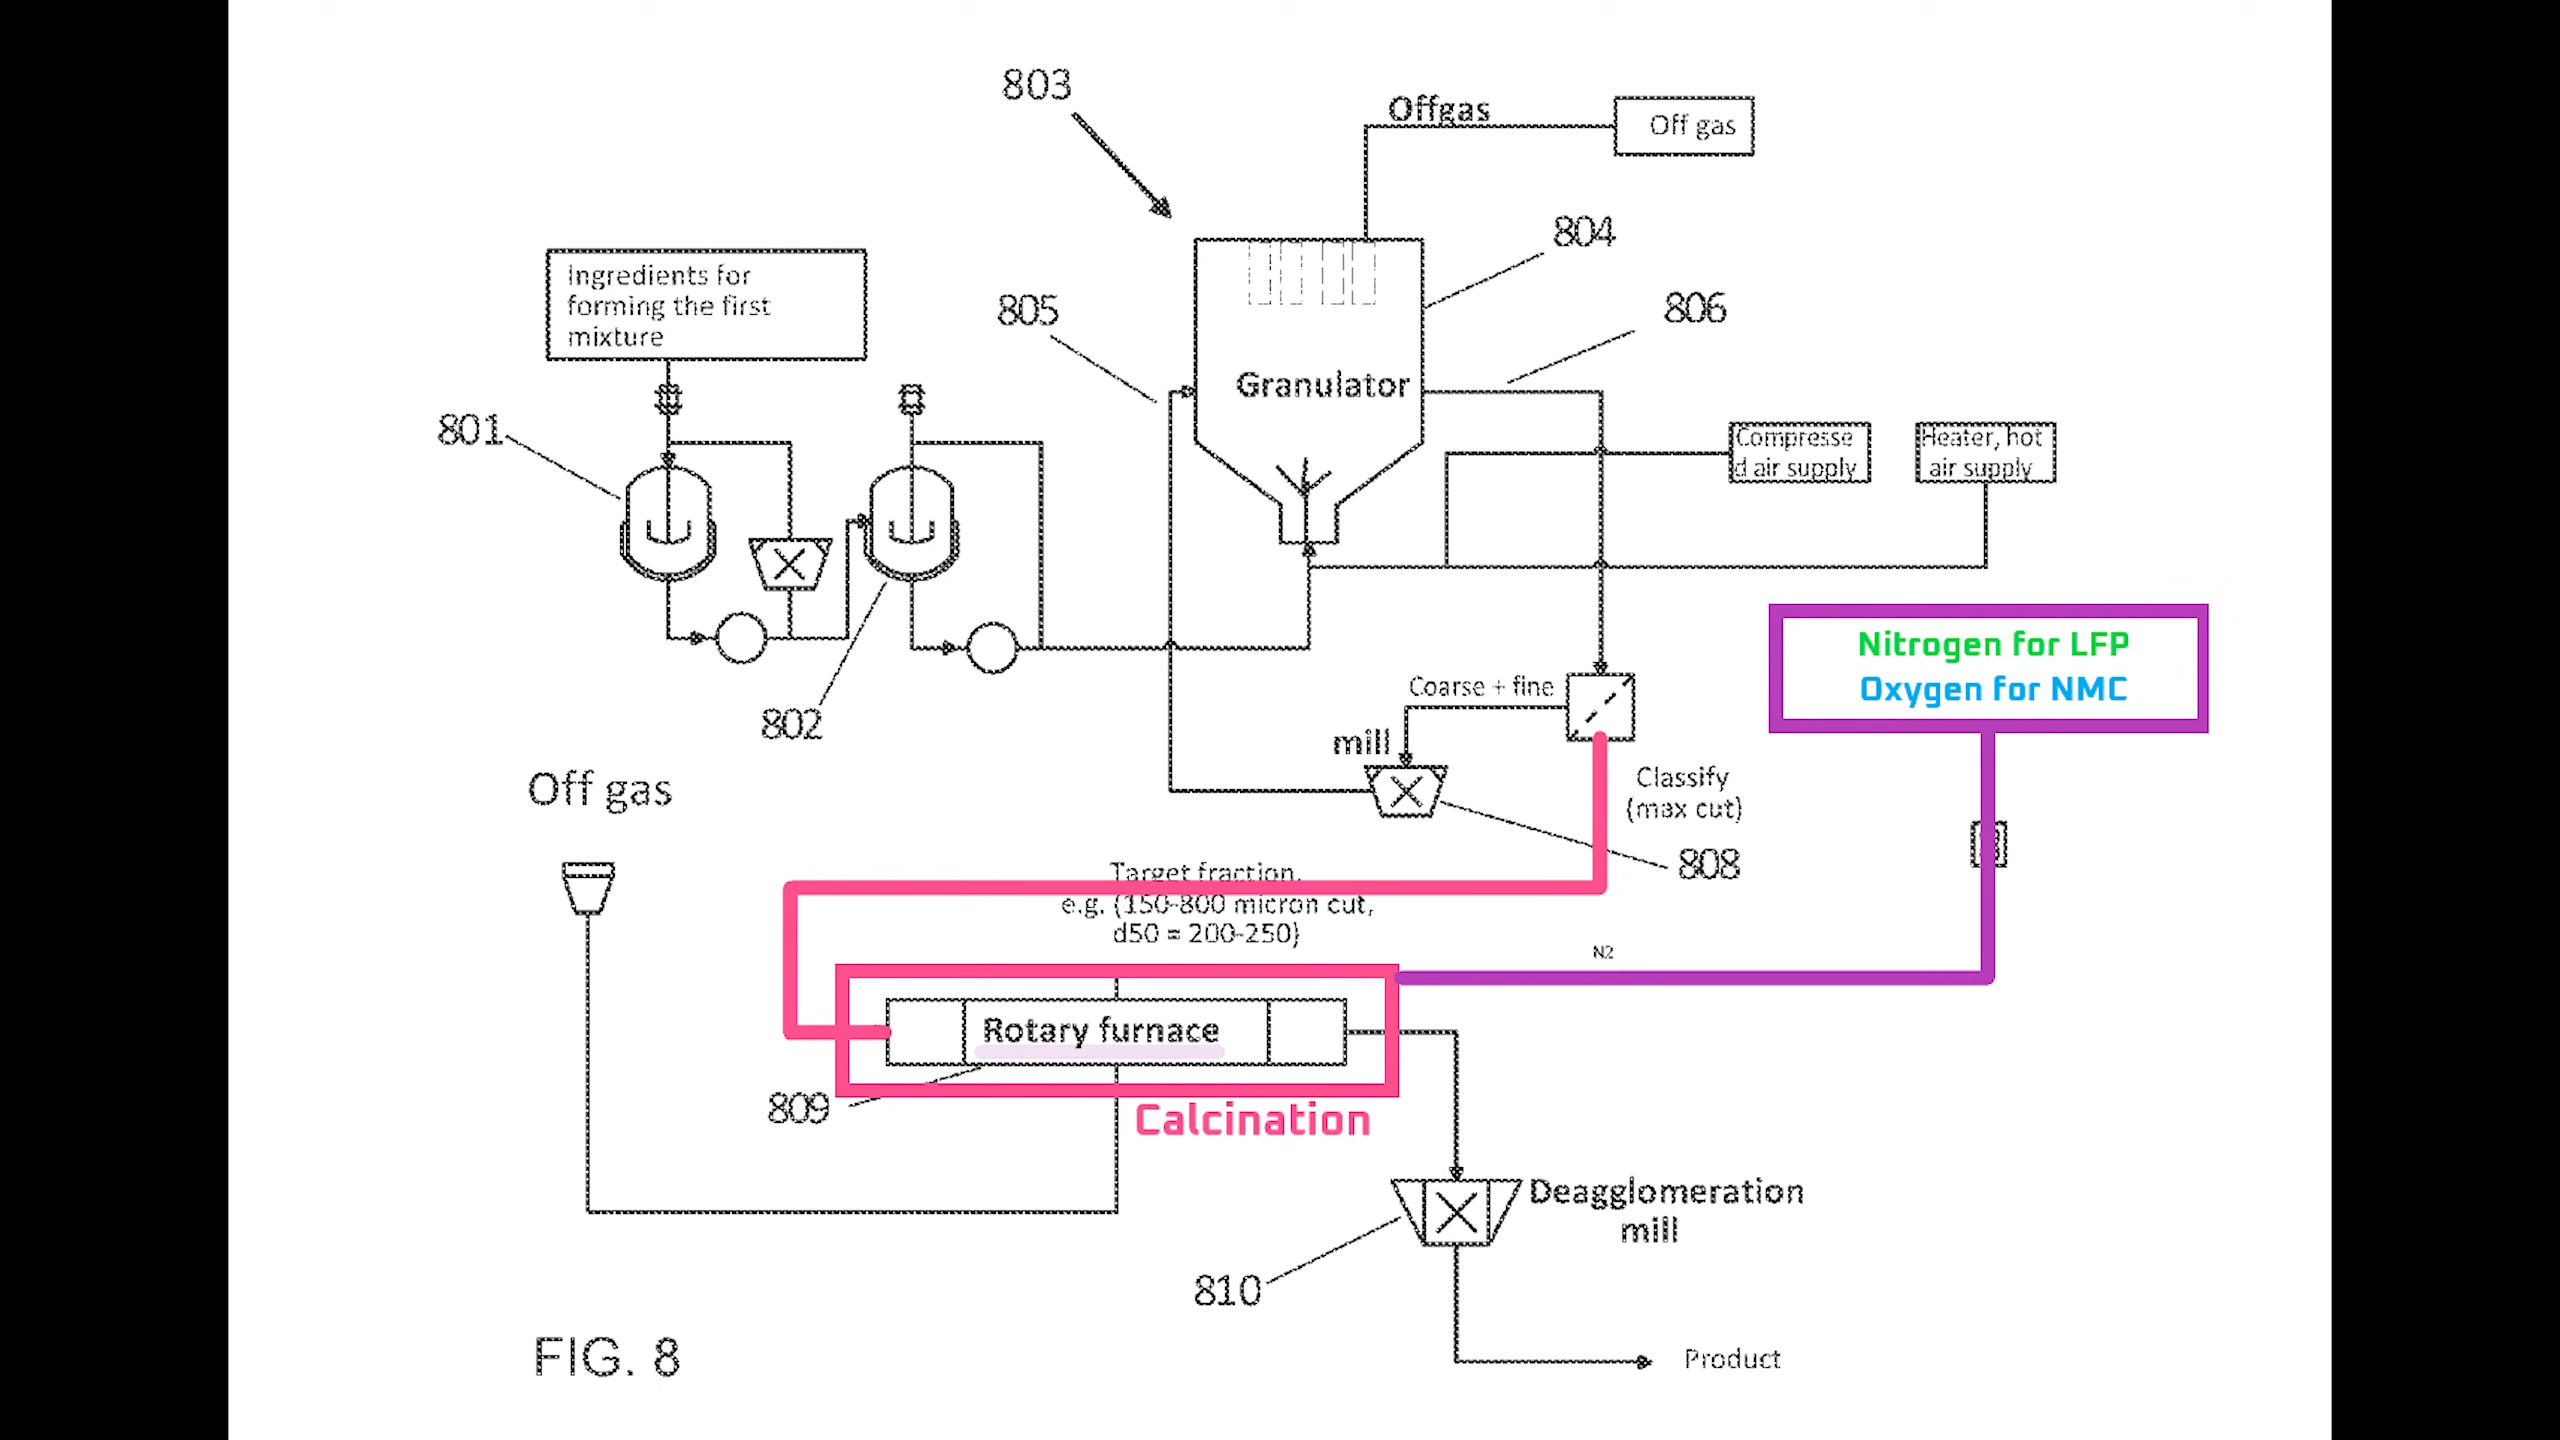 803
Offgas
Off gas
804
805
806
Ingredients for
forming the first
mixture
Granulator
801
Compresse
d air supply
Heater, hot
air supply
802
Nitrogen for LFP
Oxygen for NMC
Coarse + fine
mill
Classify
(max cut)
808
Off gas
Target fraction,
e.g. (150-800 micron cut,
d50 = 200-250)
N2
Rotary furnace
809
Calcination
Deagglomeration
mill
810
Product
FIG. 8